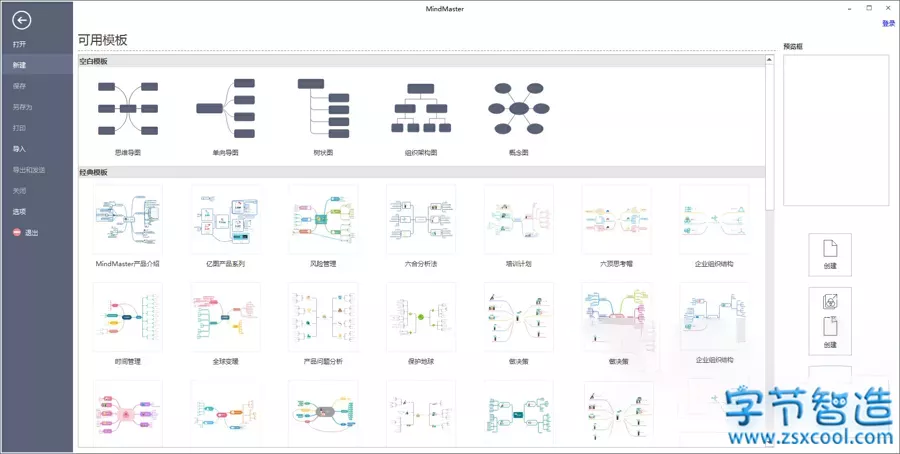 MindMaster
登录
打开
新建
保存
另存为
打印
导入
导出和发送
关闭
选项
退出
可用模板
空白模板
思维导图
单向导图
树状图
组织架构图
概念图
经典模板
MindMaster产品介绍
亿图产品系列
风险管理
六合分析法
培训计划
六顶思考帽
企业组织结构
时间管理
全球变暖
产品问题分析
保护地球
做决策
做决策
企业组织结构
预览框
创建
创建
字节智造
www.zsxcool.com